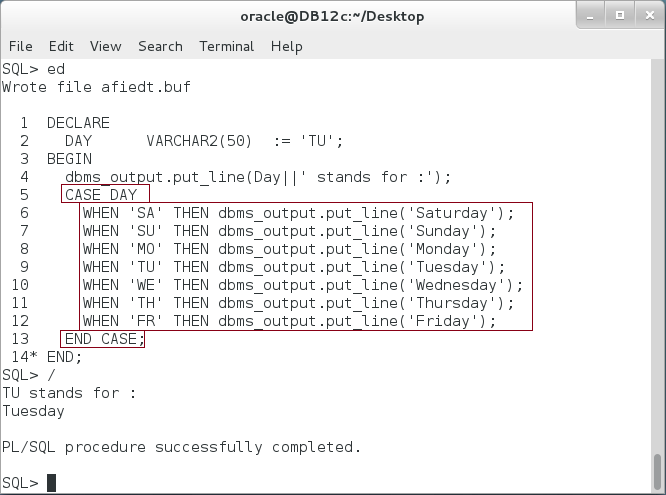 oracle@DB12c:~/Desktop
File Edit View Search Terminal Help
SQL> ed
Wrote file afiedt.buf
1 DECLARE
2 DAY VARCHAR2(50) := 'TU';
3 BEGIN
4 dbms_output.put_line(Day||' stands for :');
5 CASE DAY
6 WHEN 'SA' THEN dbms_output.put_line('Saturday');
7 WHEN 'SU' THEN dbms_output.put_line('Sunday');
8 WHEN 'MO' THEN dbms_output.put_line('Monday');
9 WHEN 'TU' THEN dbms_output.put_line('Tuesday');
10 WHEN 'WE' THEN dbms_output.put_line('Wednesday');
11 WHEN 'TH' THEN dbms_output.put_line('Thursday');
12 WHEN 'FR' THEN dbms_output.put_line('Friday');
13 END CASE;
14* END;
SQL> /
TU stands for :
Tuesday
PL/SQL procedure successfully completed.
SQL>